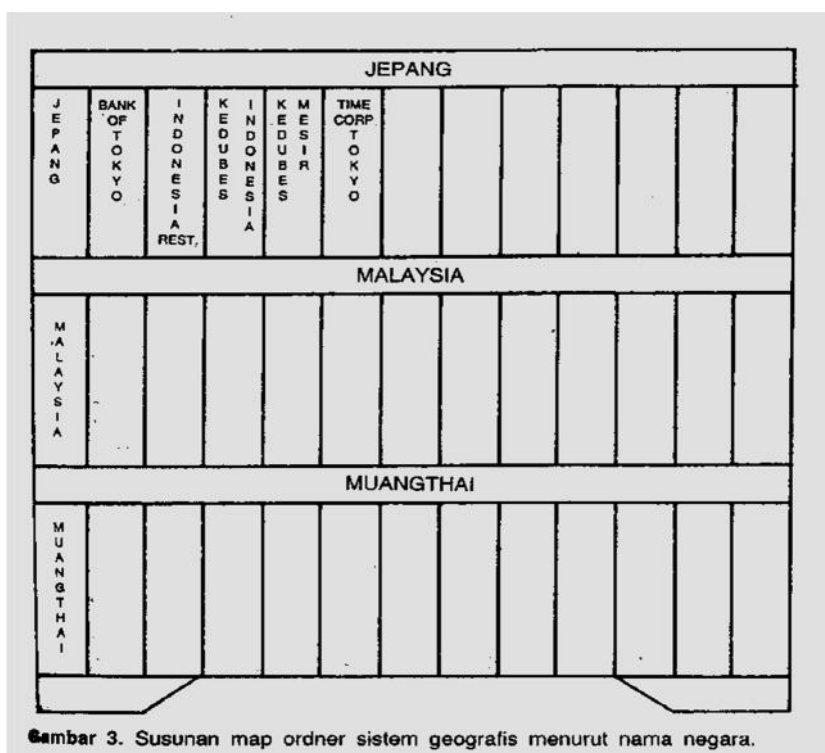 JEPANG
JEPANG
BANK OF TOKYO
INDONESIA REST.
KEDUBES INDONESIA
KEDUBES MESIR
TIME CORP TOKYO
MALAYSIA
MALAYSIA
MUANGTHAI
MUANGTHAI
Gambar 3. Susunan map ordner sistem geografis menurut nama negara.